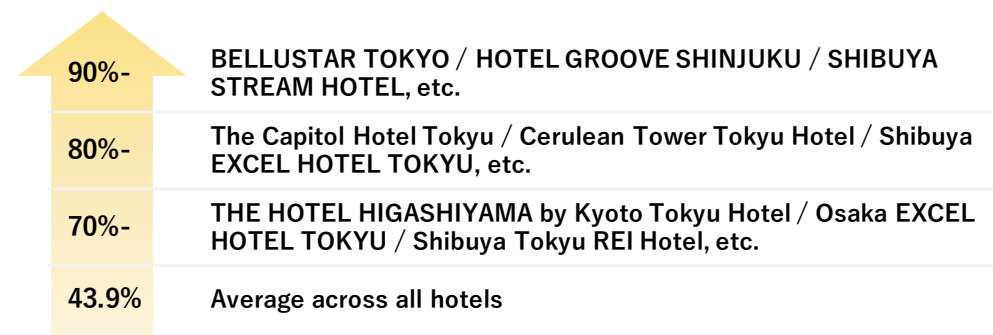 90%-
BELLUSTAR TOKYO / HOTEL GROOVE SHINJUKU / SHIBUYA
STREAM HOTEL, etc.
80%-
The Capitol Hotel Tokyu / Cerulean Tower Tokyu Hotel / Shibuya
EXCEL HOTEL TOKYU, etc.
70%-
THE HOTEL HIGASHIYAMA by Kyoto Tokyu Hotel / Osaka EXCEL
HOTEL TOKYU / Shibuya Tokyu REI Hotel, etc.
43.9%
Average across all hotels